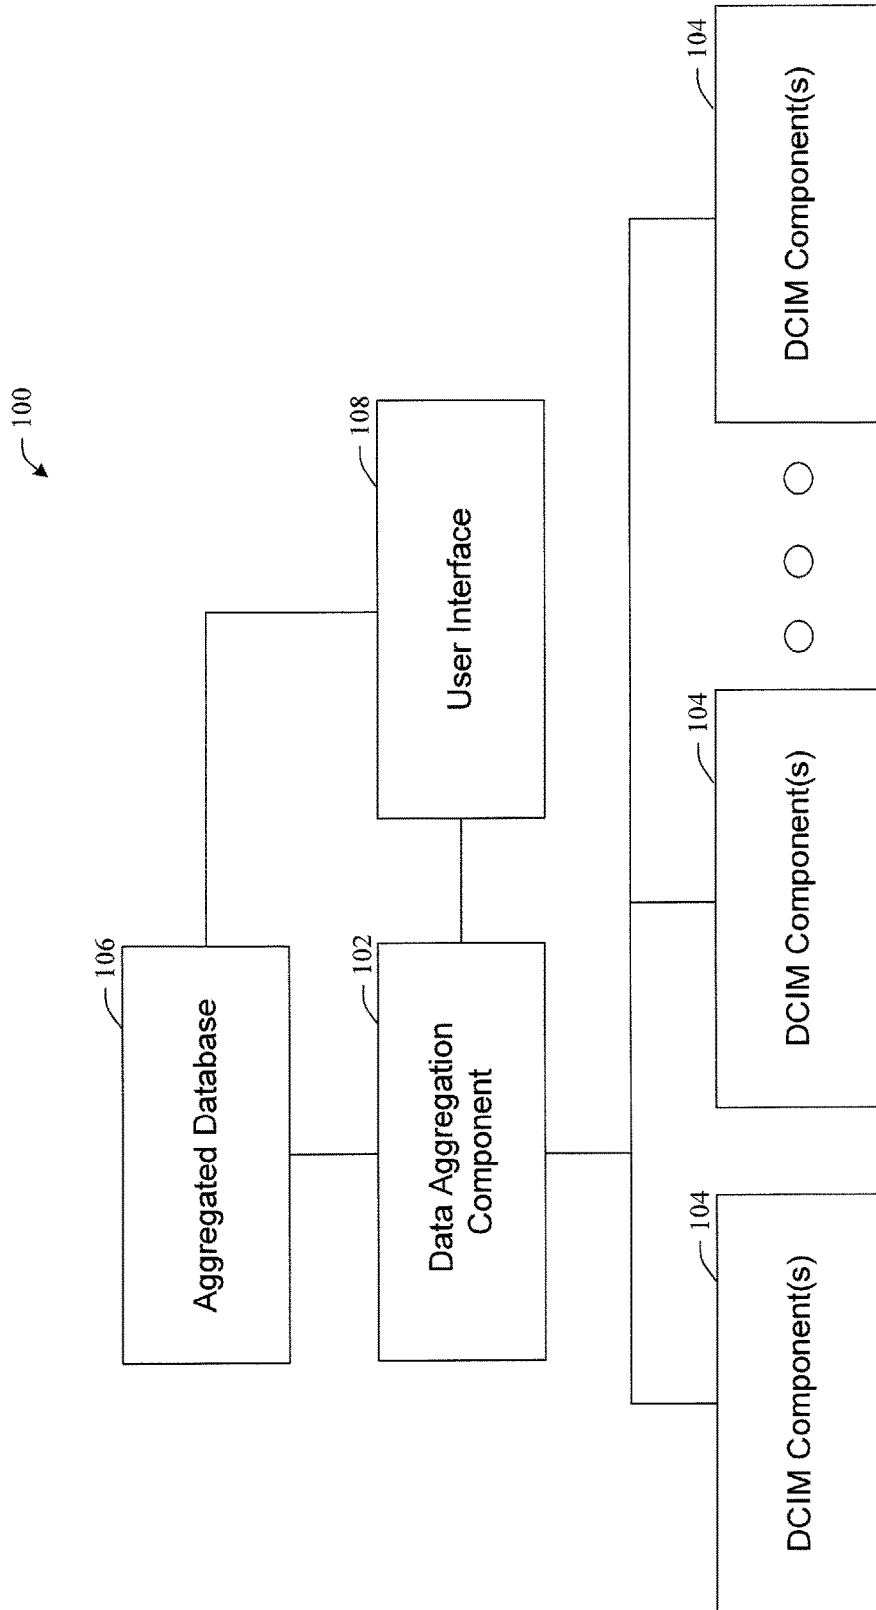 100
106
Aggregated Database
102
Data Aggregation
Component
108
User Interface
104
DCIM Component(s)
104
DCIM Component(s)
104
DCIM Component(s)